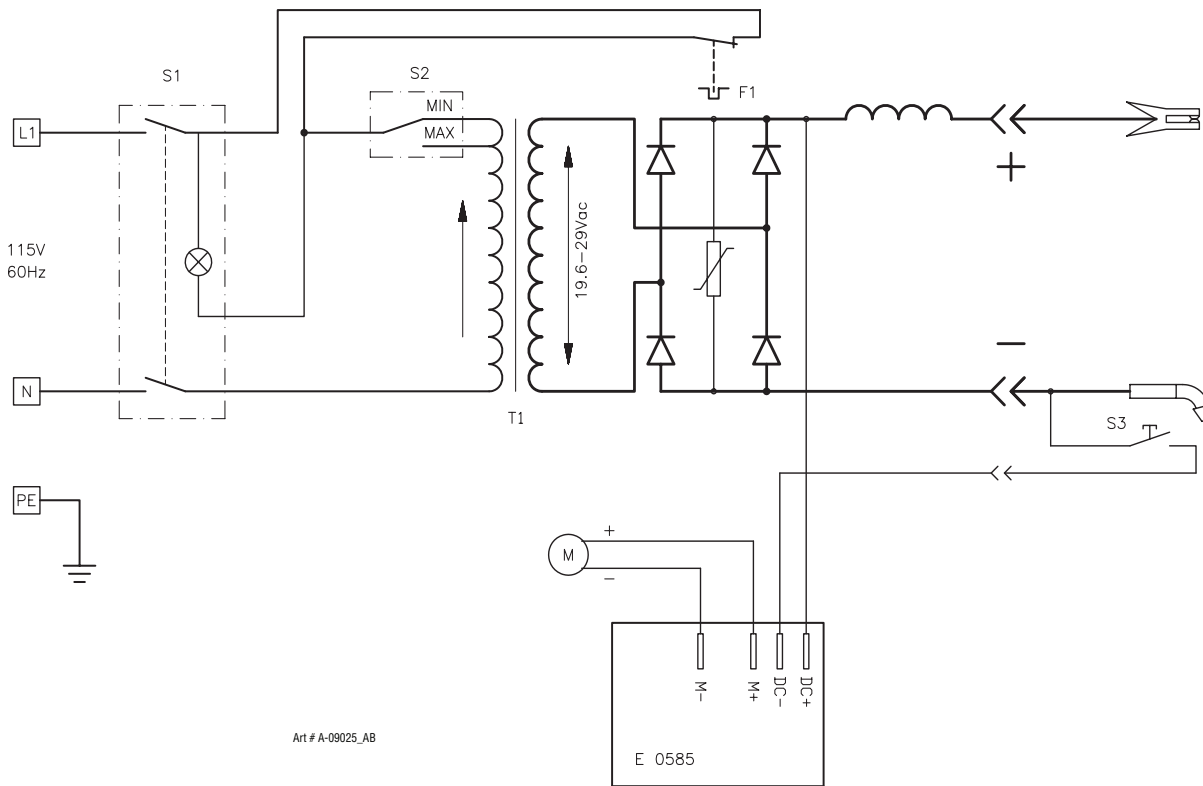 S1
S2
F1
MIN
MAX
L1
+
115V
60Hz
19.6-29Vac
−
N
T1
S3
PE
M
+
−
M-
M+
DC-
DC+
E 0585
Art # A-09025_AB